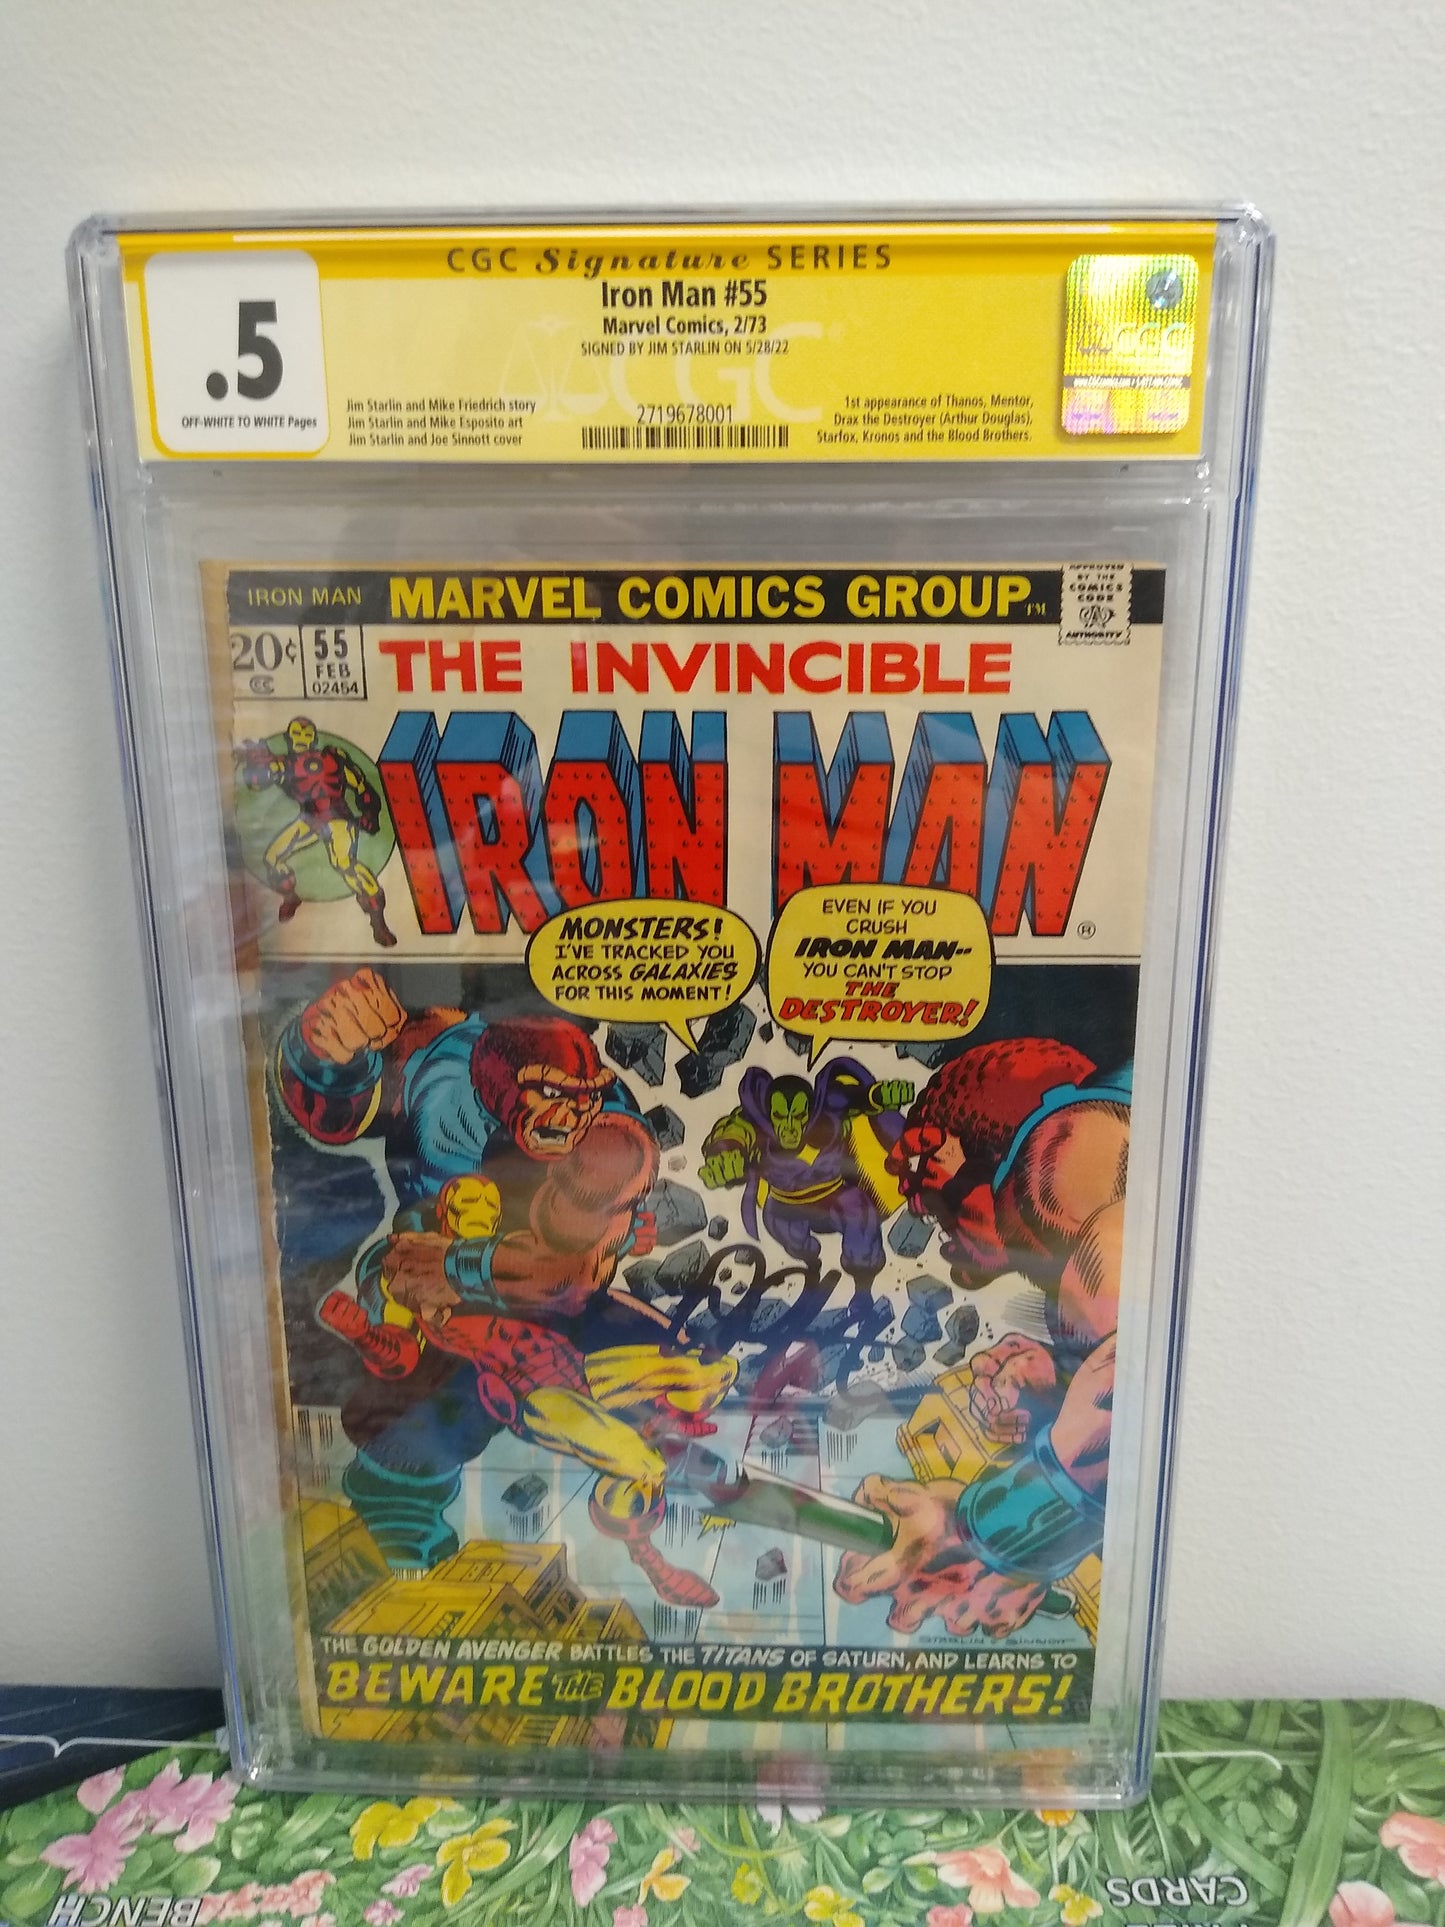 CGC Signature SERIES
.5
OFF-WHITE TO WHITE Pages
Iron Man #55
Marvel Comics, 2/73
SIGNED BY JIM STARLIN ON 5/28/22
Jim Starlin and Mike Friedrich story
Jim Starlin and Mike Esposito art
Jim Starlin and Joe Sinnott cover
2719678001
1st appearance of Thanos, Mentor,
Drax the Destroyer (Arthur Douglas),
Starfox, Kronos and the Blood Brothers.
CGC
IRON MAN
MARVEL COMICS GROUP™
APPROVED
BY THE
COMICS
CODE
AUTHORITY
20¢
CC
55
FEB
02454
THE INVINCIBLE
IRON MAN®
MONSTERS!
I'VE TRACKED YOU
ACROSS GALAXIES
FOR THIS MOMENT!
EVEN IF YOU
CRUSH
IRON MAN--
YOU CAN'T STOP
THE
DESTROYER!
STARLIN & SINNOTT
THE GOLDEN AVENGER BATTLES THE TITANS OF SATURN, AND LEARNS TO
BEWARE THE BLOOD BROTHERS!
BENCH
CARDS